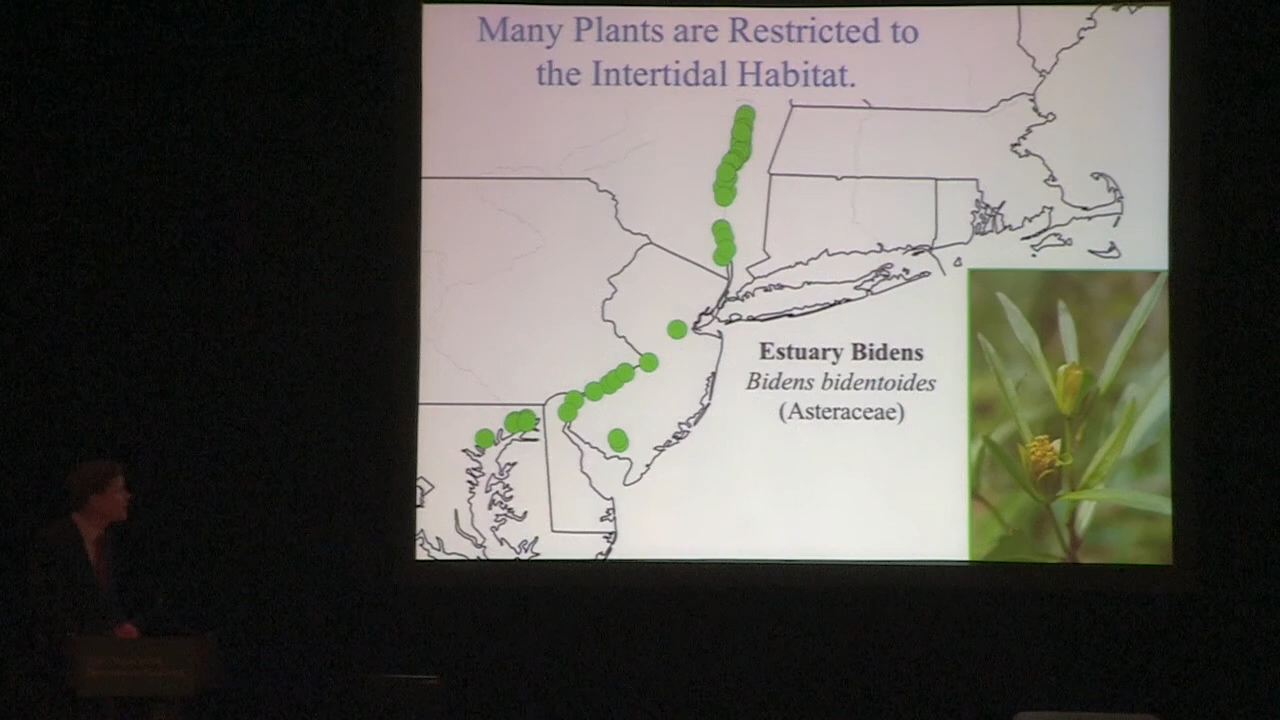 Many Plants are Restricted to
the Intertidal Habitat.
Estuary Bidens
Bidens bidentoides
(Asteraceae)